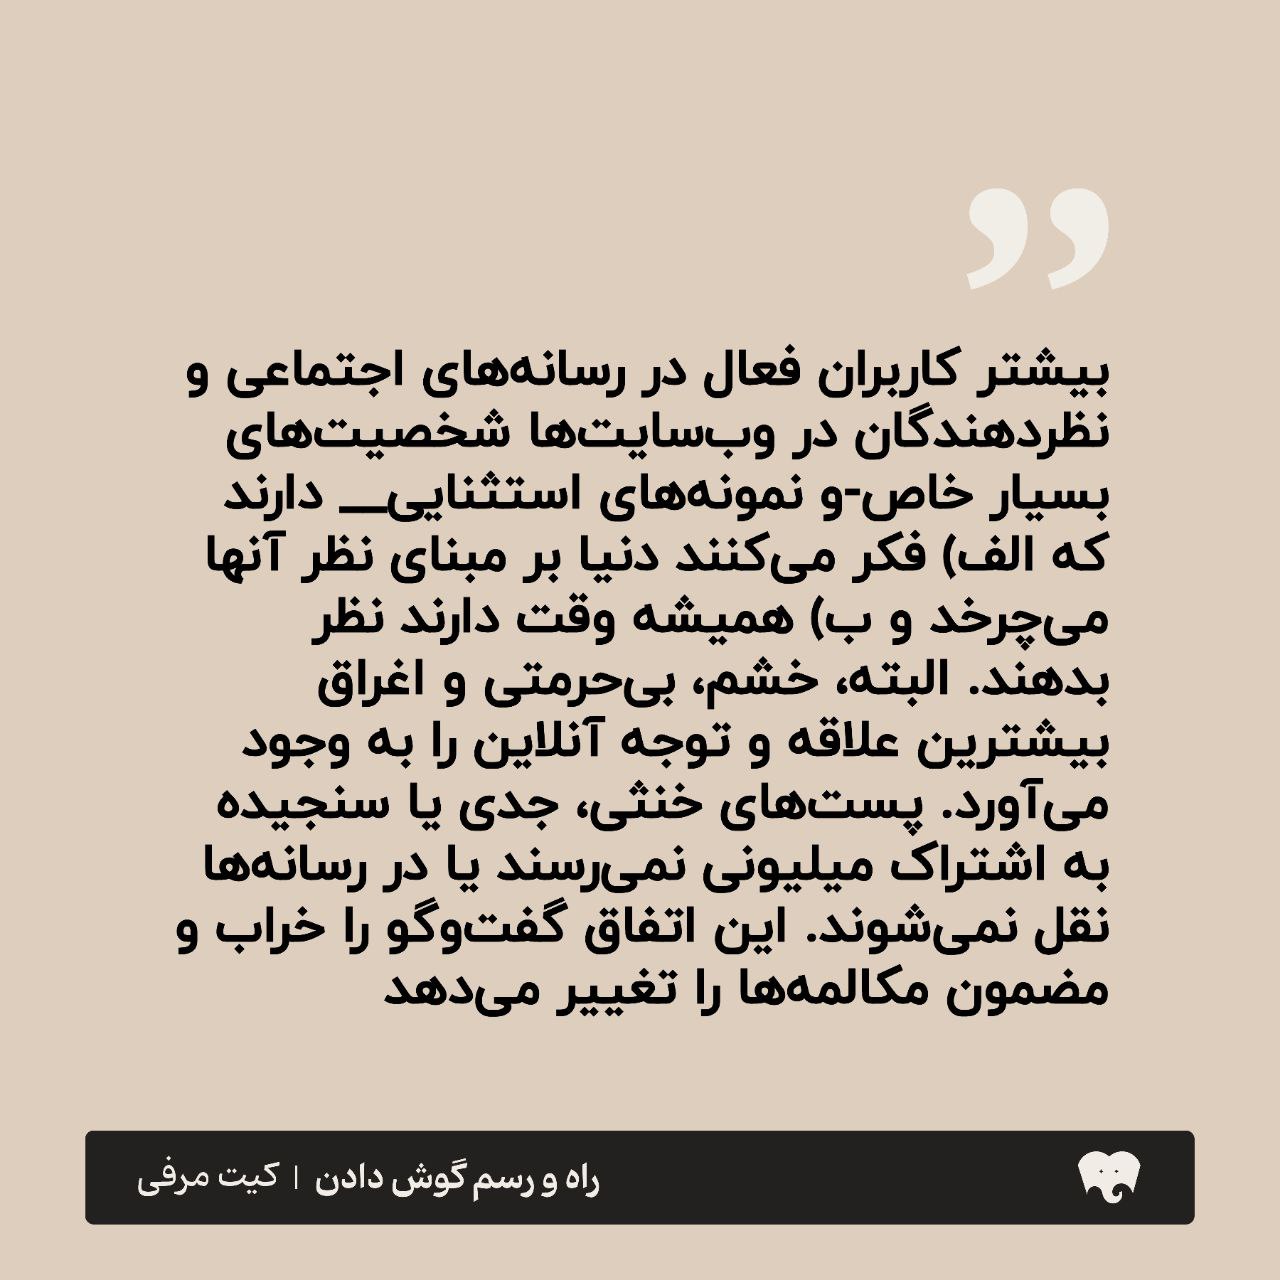 ”
بیشتر کاربران فعال در رسانه‌های اجتماعی و
نظردهندگان در وب‌سایت‌ها شخصیت‌های
بسیار خاص-و نمونه‌های استثنایی__ دارند
که الف) فکر می‌کنند دنیا بر مبنای نظر آنها
می‌چرخد و ب) همیشه وقت دارند نظر
بدهند. البته، خشم، بی‌حرمتی و اغراق
بیشترین علاقه و توجه آنلاین را به وجود
می‌آورد. پست‌های خنثی، جدی یا سنجیده
به اشتراک میلیونی نمی‌رسند یا در رسانه‌ها
نقل نمی‌شوند. این اتفاق گفت‌وگو را خراب و
مضمون مکالمه‌ها را تغییر می‌دهد
راه و رسم گوش دادن | کیت مرفی